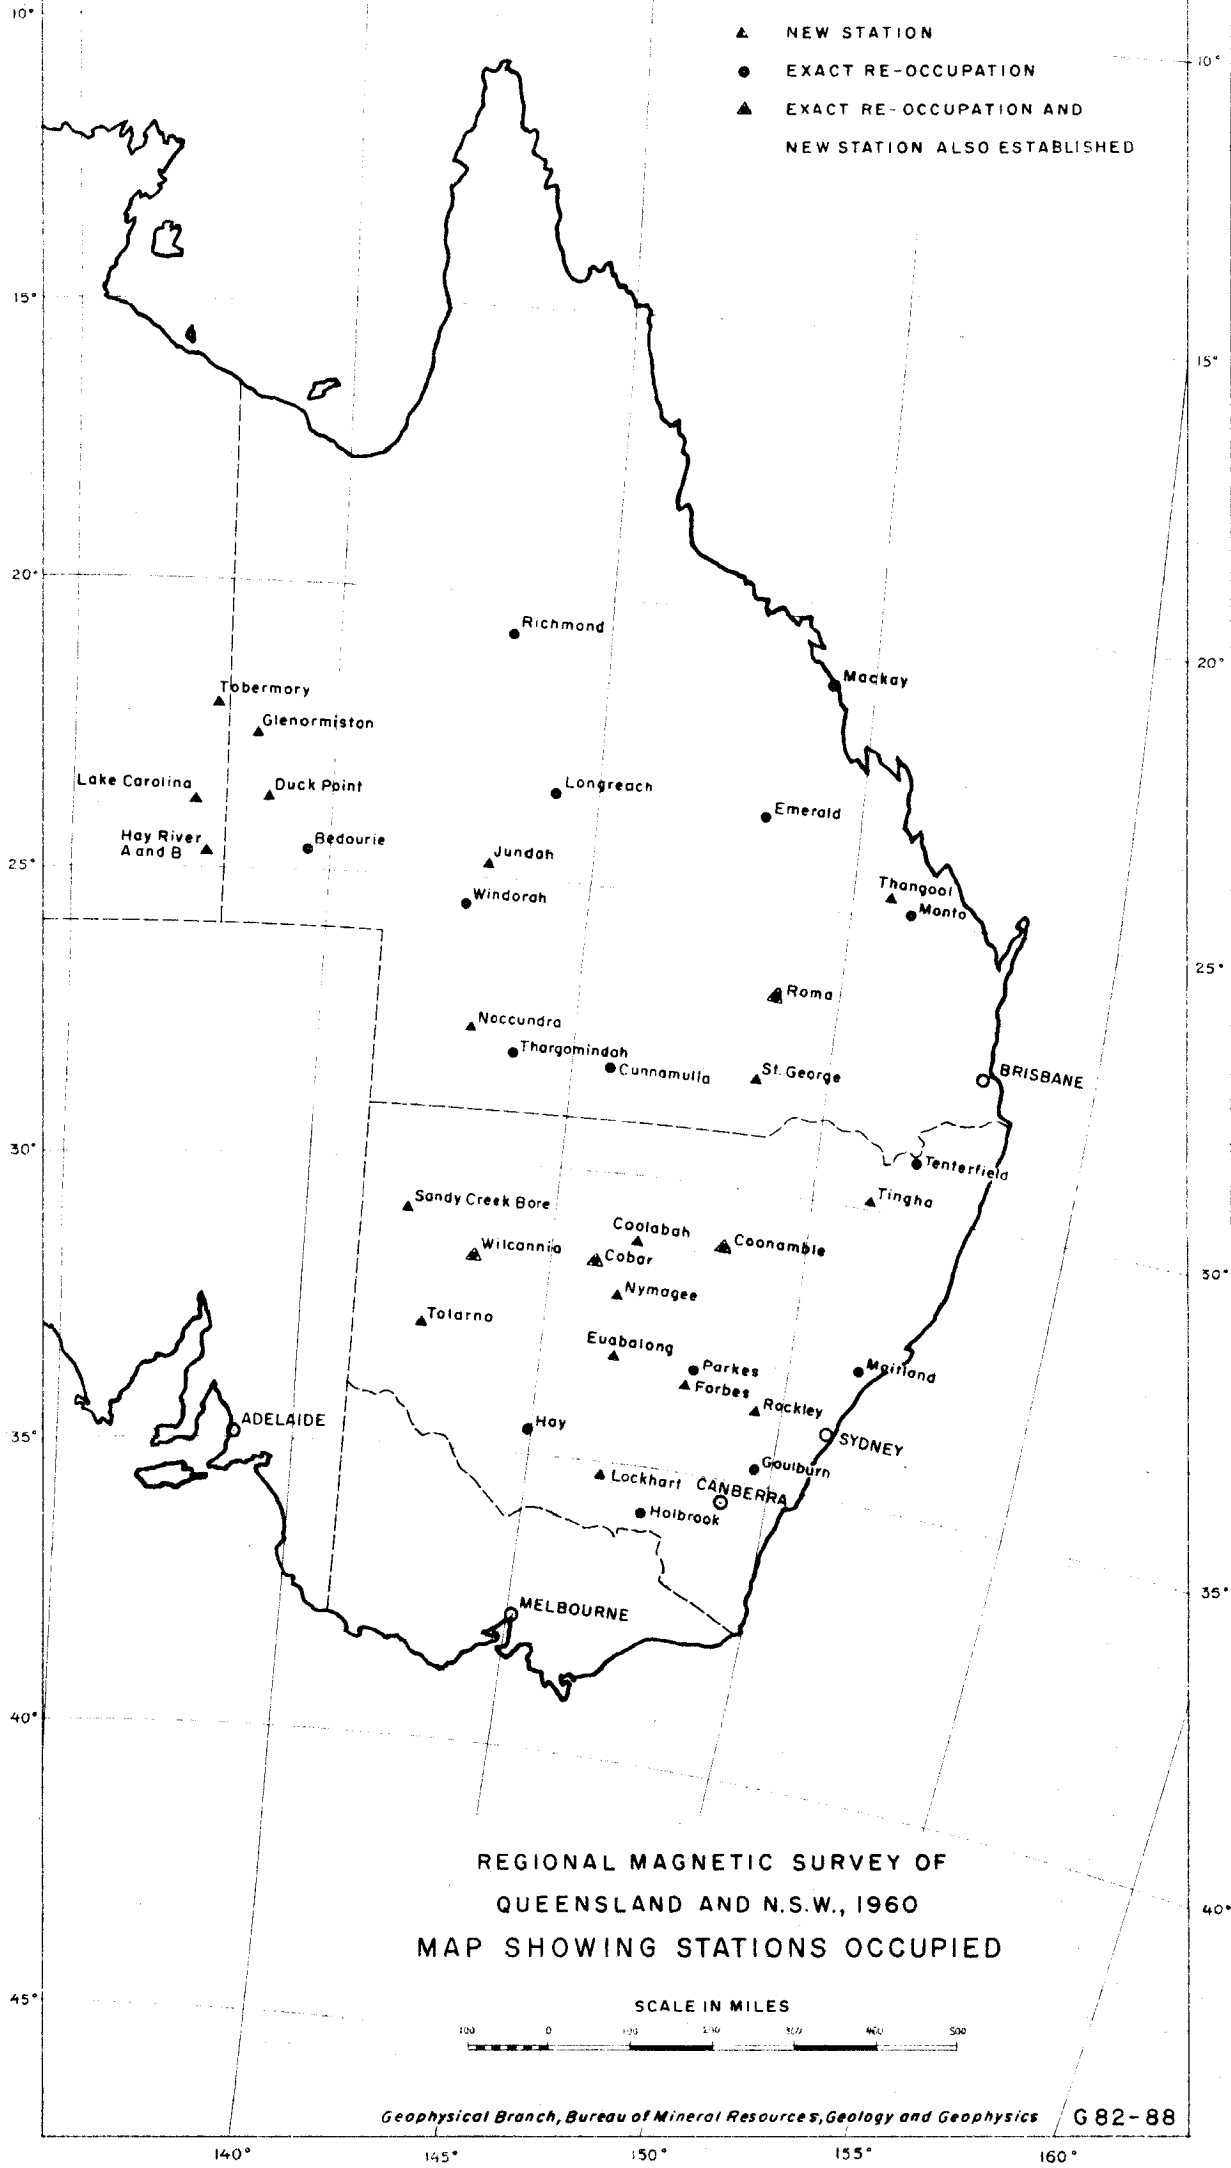 10°
NEW STATION
EXACT RE-OCCUPATION
EXACT RE-OCCUPATION AND
NEW STATION ALSO ESTABLISHED
10°
15°
15°
20°
20°
Richmond
Mackay
Tobermory
Glenormiston
Lake Carolina
Duck Point
Longreach
Emerald
Hay River
A and B
Bedourie
Jundah
25°
Windorah
Thangool
Monto
25°
Roma
Noccundra
Thargomindah
Cunnamulla
St. George
BRISBANE
30°
Tenterfield
Tingha
Sandy Creek Bore
Coolabah
Coonamble
Wilcannia
Cobar
30°
Nymagee
Tolarno
Euabalong
Parkes
Maitland
Forbes
Rockley
ADELAIDE
Hay
35°
SYDNEY
Goulburn
Lockhart
CANBERRA
Holbrook
35°
MELBOURNE
40°
REGIONAL MAGNETIC SURVEY OF
QUEENSLAND AND N.S.W., 1960
40°
MAP SHOWING STATIONS OCCUPIED
45°
SCALE IN MILES
100 0 100 200 300 400 500
Geophysical Branch, Bureau of Mineral Resources, Geology and Geophysics
G 82-88
140° 145° 150° 155° 160°